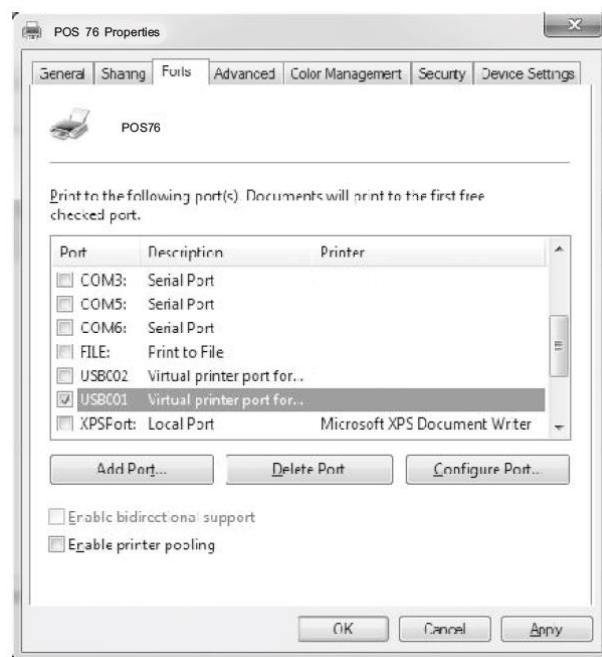 POS 76 Properties
General Sharing Ports Advanced Color Management Security Device Settings
POS76
Print to the following port(s). Documents will print to the first free
checked port.
Port Description Printer
COM3: Serial Port
COM5: Serial Port
COM6: Serial Port
FILE: Print to File
USB002 Virtual printer port for...
USB001 Virtual printer port for...
XPSPort: Local Port Microsoft XPS Document Writer
Add Port... Delete Port Configure Port...
Enable bidirectional support
Enable printer pooling
OK Cancel Apply